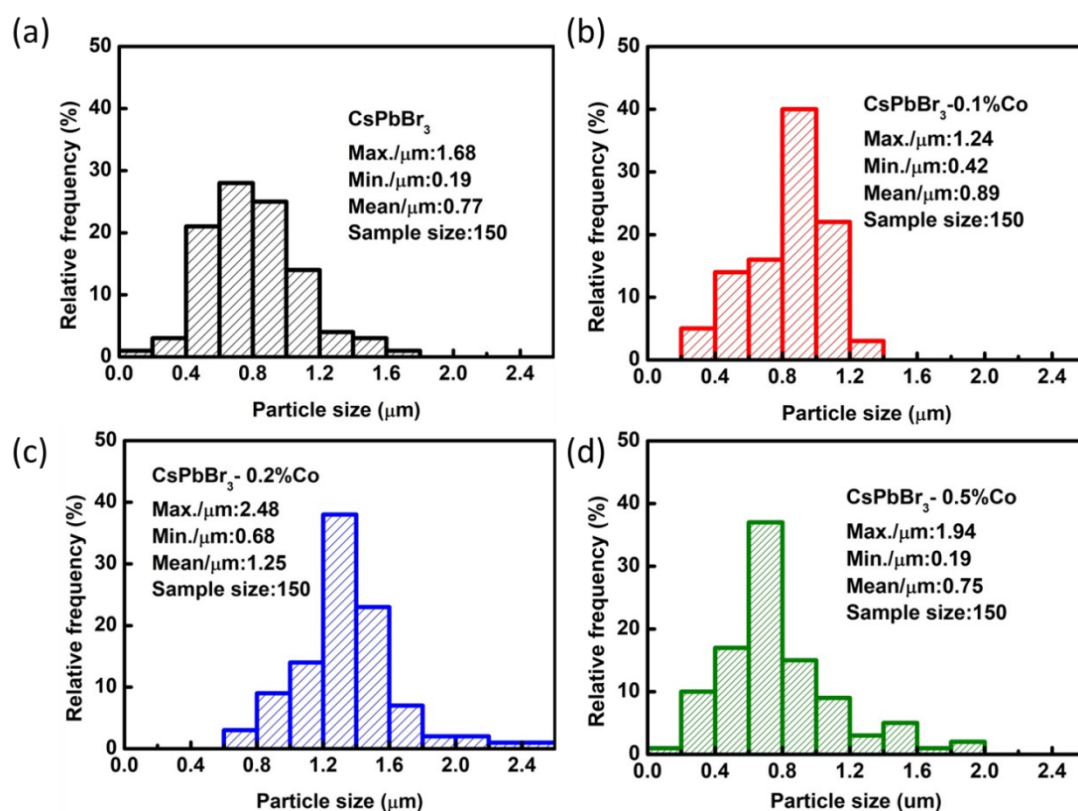 (a)
50
40
30
20
10
0
Relative frequency (%)
CsPbBr₃
Max./μm:1.68
Min./μm:0.19
Mean/μm:0.77
Sample size:150
0.0 0.4 0.8 1.2 1.6 2.0 2.4
Particle size (μm)
(b)
50
40
30
20
10
0
Relative frequency (%)
CsPbBr₃-0.1%Co
Max./μm:1.24
Min./μm:0.42
Mean/μm:0.89
Sample size:150
0.0 0.4 0.8 1.2 1.6 2.0 2.4
Particle size (μm)
(c)
50
40
30
20
10
0
Relative frequency (%)
CsPbBr₃- 0.2%Co
Max./μm:2.48
Min./μm:0.68
Mean/μm:1.25
Sample size:150
0.0 0.4 0.8 1.2 1.6 2.0 2.4
Particle size (μm)
(d)
50
40
30
20
10
0
Relative frequency (%)
CsPbBr₃- 0.5%Co
Max./μm:1.94
Min./μm:0.19
Mean/μm:0.75
Sample size:150
0.0 0.4 0.8 1.2 1.6 2.0 2.4
Particle size (um)